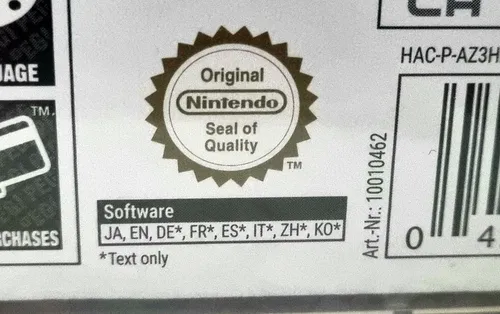 UAGE
TM
CHASES
Original
Nintendo
Seal of
Quality
TM
Software
JA, EN, DE*, FR*, ES*, IT*, ZH*, KO*
*Text only
Art.-Nr.: 10010462
HAC-P-AZ3H
0 4